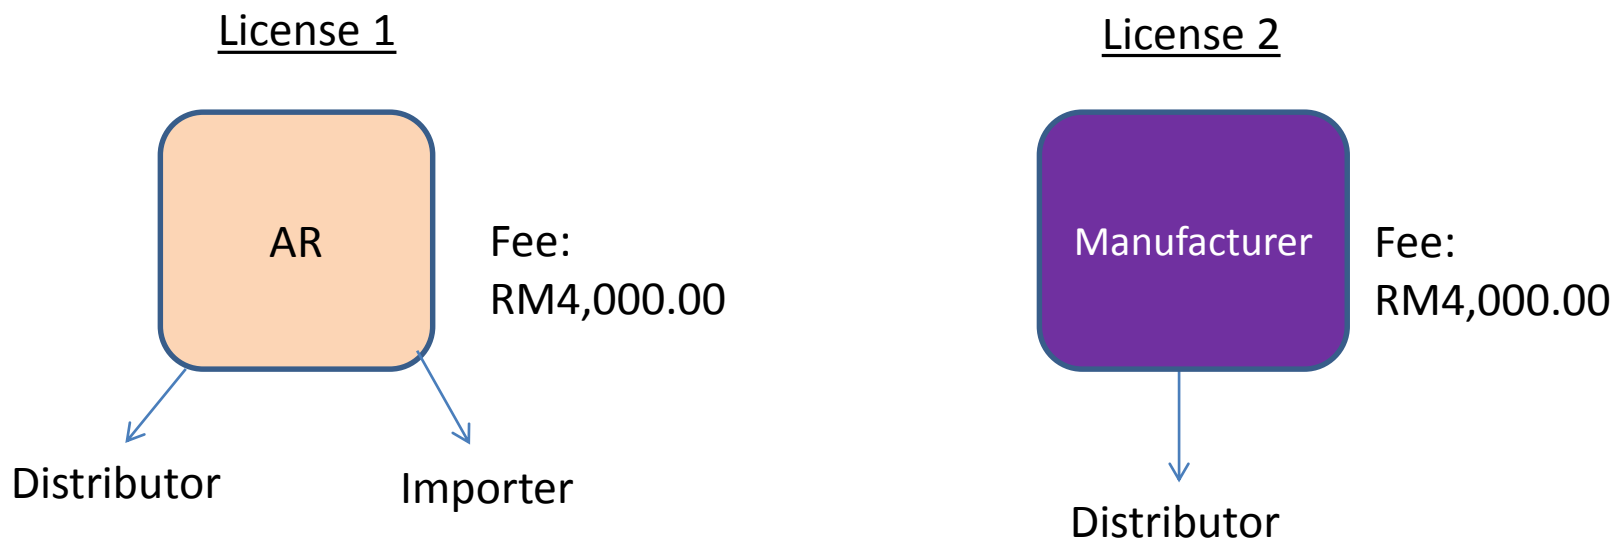 License 1
AR
Fee:
RM4,000.00
Distributor
Importer
License 2
Manufacturer
Fee:
RM4,000.00
Distributor